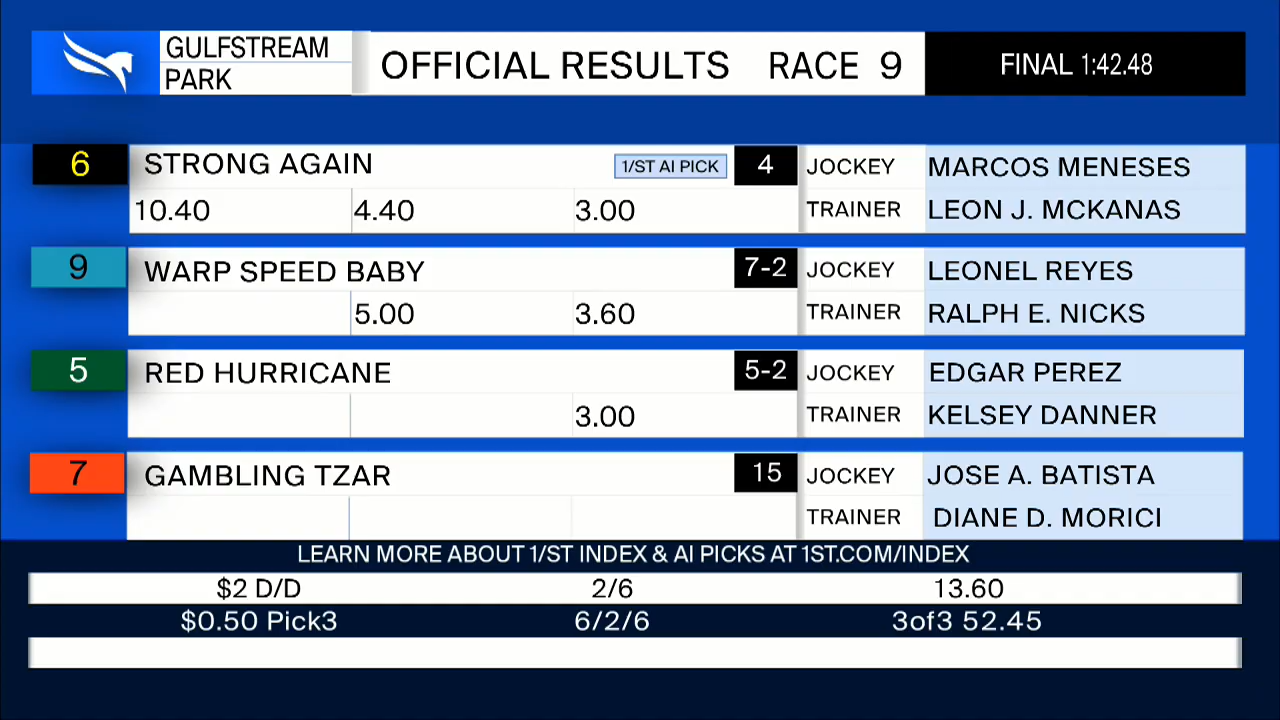 GULFSTREAM PARK
OFFICIAL RESULTS RACE 9
FINAL 1:42.48
6 STRONG AGAIN 1/ST AI PICK 4 JOCKEY MARCOS MENESES
10.40 4.40 3.00 TRAINER LEON J. MCKANAS
9 WARP SPEED BABY 7-2 JOCKEY LEONEL REYES
5.00 3.60 TRAINER RALPH E. NICKS
5 RED HURRICANE 5-2 JOCKEY EDGAR PEREZ
3.00 TRAINER KELSEY DANNER
7 GAMBLING TZAR 15 JOCKEY JOSE A. BATISTA
TRAINER DIANE D. MORICI
LEARN MORE ABOUT 1/ST INDEX & AI PICKS AT 1ST.COM/INDEX
$2 D/D 2/6 13.60
$0.50 Pick3 6/2/6 3of3 52.45